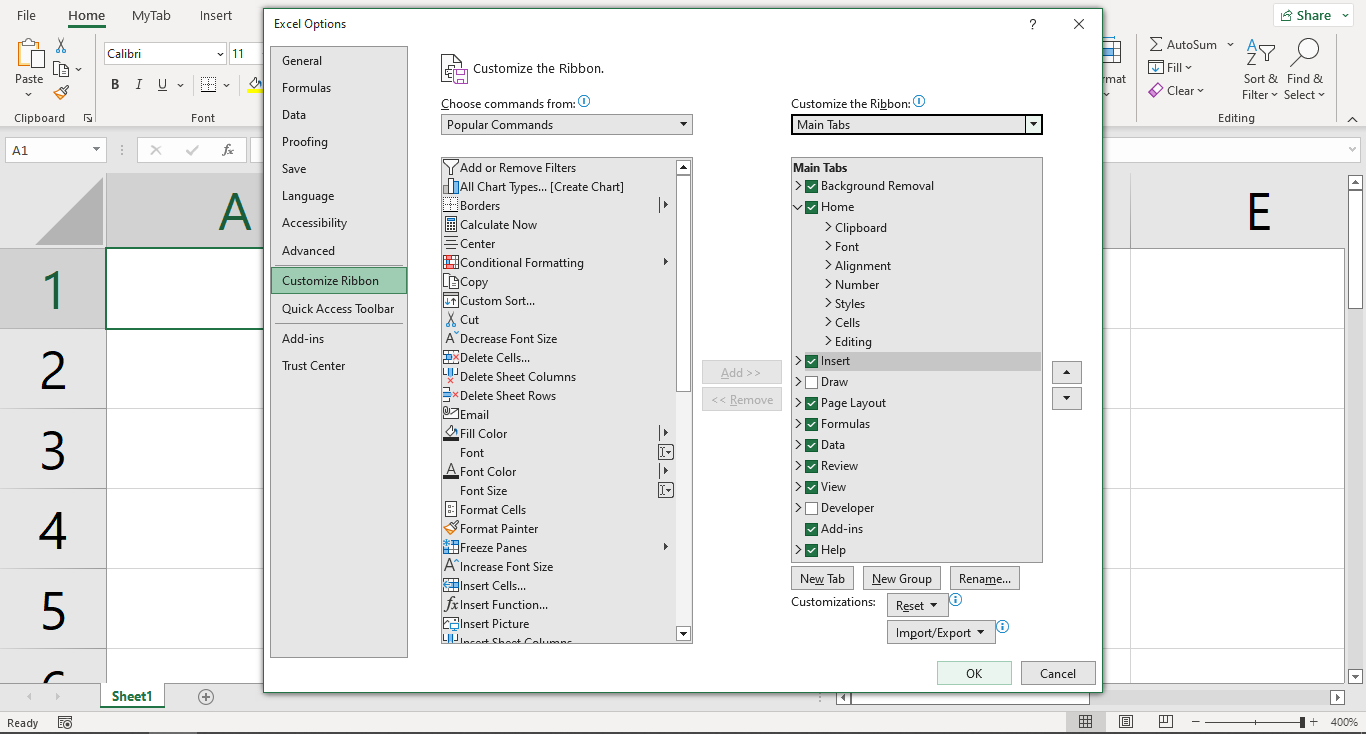 File Home MyTab Insert
Share
Paste
Clipboard
Calibri 11
B I U
Font
AutoSum
Fill
Clear
Sort & Filter
Find & Select
Editing
A1
fx
A E
1
2
3
4
5
6
Sheet1
Ready
400%
Excel Options
?
General
Formulas
Data
Proofing
Save
Language
Accessibility
Advanced
Customize Ribbon
Quick Access Toolbar
Add-ins
Trust Center
Customize the Ribbon.
Choose commands from:
Popular Commands
Add or Remove Filters
All Chart Types... [Create Chart]
Borders
Calculate Now
Center
Conditional Formatting
Copy
Custom Sort...
Cut
Decrease Font Size
Delete Cells...
Delete Sheet Columns
Delete Sheet Rows
Email
Fill Color
Font
Font Color
Font Size
Format Cells
Format Painter
Freeze Panes
Increase Font Size
Insert Cells...
Insert Function...
Insert Picture
Insert Sheet Columns
Add >>
<< Remove
Customize the Ribbon:
Main Tabs
Main Tabs
Background Removal
Home
Clipboard
Font
Alignment
Number
Styles
Cells
Editing
Insert
Draw
Page Layout
Formulas
Data
Review
View
Developer
Add-ins
Help
New Tab New Group Rename...
Customizations: Reset
Import/Export
OK Cancel